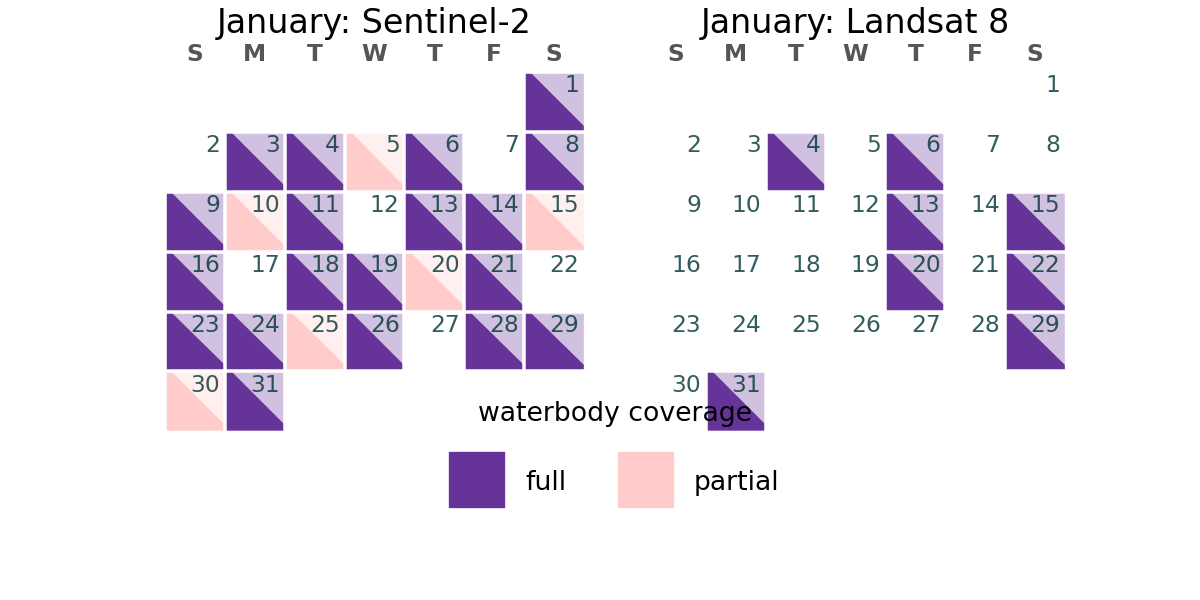 January: Sentinel-2
S M T W T F S
1
2 3 4 5 6 7 8
9 10 11 12 13 14 15
16 17 18 19 20 21 22
23 24 25 26 27 28 29
30 31
January: Landsat 8
S M T W T F S
1
2 3 4 5 6 7 8
9 10 11 12 13 14 15
16 17 18 19 20 21 22
23 24 25 26 27 28 29
30 31
waterbody coverage
full partial